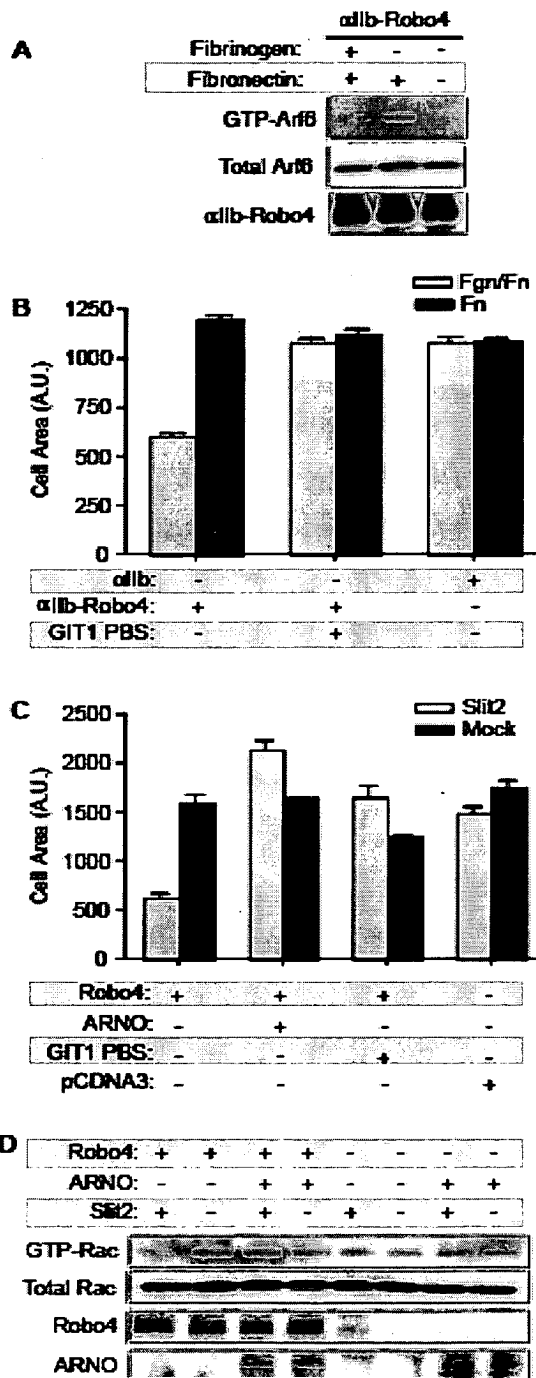 αIIb-Robo4
A
Fibrinogen: + - -
Fibronectin: + + -
GTP-Arf6
Total Arf6
αIIb-Robo4
B
Fgn/Fn
Fn
1250
1000
750
500
250
0
Cell Area (A.U.)
αIIb: - - +
αIIb-Robo4: + + -
GIT1 PBS: - + -
C
Slit2
Mock
2500
2000
1500
1000
500
0
Cell Area (A.U.)
Robo4: + + + -
ARNO: - + - -
GIT1 PBS: - - + -
pCDNA3: - - - +
D
Robo4: + + + + - - - -
ARNO: - - + + - - + +
Slit2: + - + - + - + -
GTP-Rac
Total Rac
Robo4
ARNO